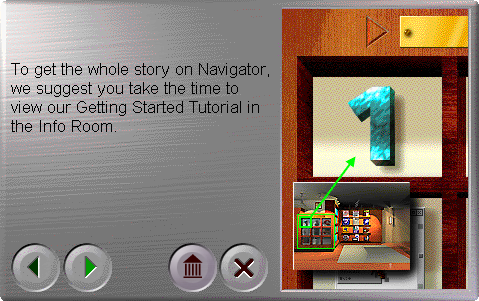 To get the whole story on Navigator,
we suggest you take the time to
view our Getting Started Tutorial in
the Info Room.
1